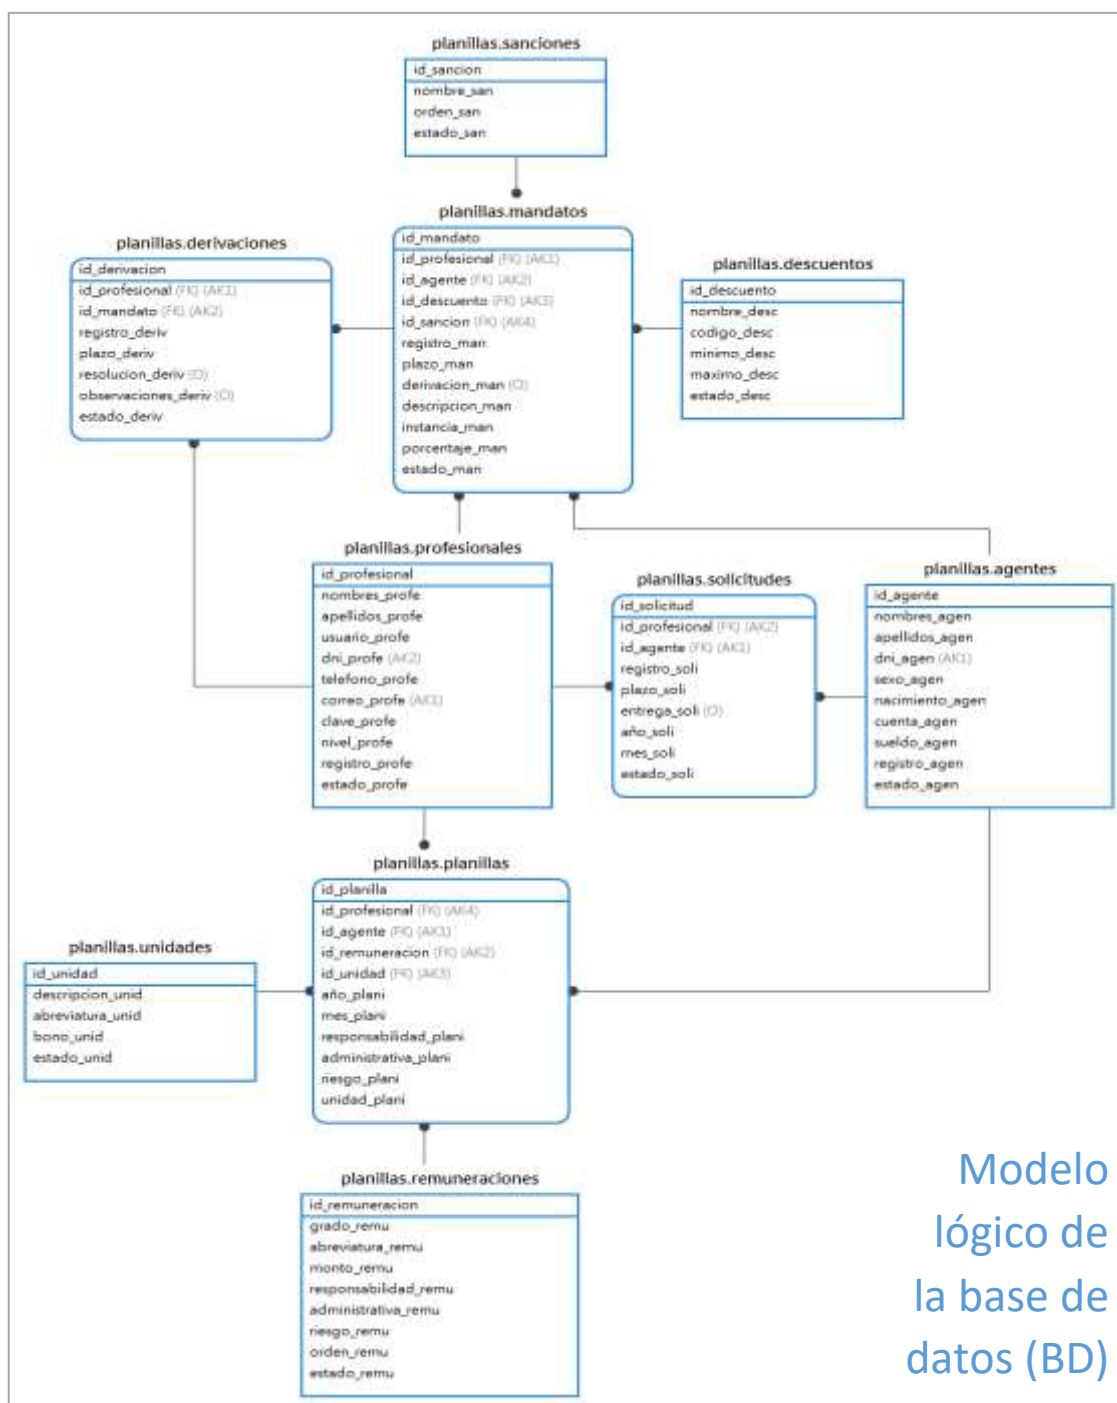 planillas.sanciones
id_sancion
nombre_san
orden_san
estado_san
planillas.mandatos
id_mandato
id_profesional (FK) (AK1)
id_agente (FK) (AK2)
id_descuento (FK) (AK3)
id_sancion (FK) (AK4)
registro_man
plazo_man
derivacion_man (O)
descripcion_man
instancia_man
porcentaje_man
estado_man
planillas.derivaciones
id_derivacion
id_profesional (FK) (AK1)
id_mandato (FK) (AK2)
registro_deriv
plazo_deriv
resolucion_deriv (O)
observaciones_deriv (O)
estado_deriv
planillas.descuentos
id_descuento
nombre_desc
codigo_desc
minimo_desc
maximo_desc
estado_desc
planillas.profesionales
id_profesional
nombres_profe
apellidos_profe
usuario_profe
dni_profe (AK2)
telefono_profe
correo_profe (AK1)
clave_profe
nivel_profe
registro_profe
estado_profe
planillas.solicitudes
id_solicitud
id_profesional (FK) (AK2)
id_agente (FK) (AK1)
registro_soli
plazo_soli
entrega_soli (O)
año_soli
mes_soli
estado_soli
planillas.agentes
id_agente
nombres_agen
apellidos_agen
dni_agen (AK1)
sexo_agen
nacimiento_agen
cuenta_agen
sueldo_agen
registro_agen
estado_agen
planillas.planillas
id_planilla
id_profesional (FK) (AK4)
id_agente (FK) (AK1)
id_remuneracion (FK) (AK2)
id_unidad (FK) (AK3)
año_plani
mes_plani
responsabilidad_plani
administrativa_plani
riesgo_plani
unidad_plani
planillas.unidades
id_unidad
descripcion_unid
abreviatura_unid
bono_unid
estado_unid
planillas.remuneraciones
id_remuneracion
grado_remu
abreviatura_remu
monto_remu
responsabilidad_remu
administrativa_remu
riesgo_remu
orden_remu
estado_remu
Modelo
lógico de
la base de
datos (BD)